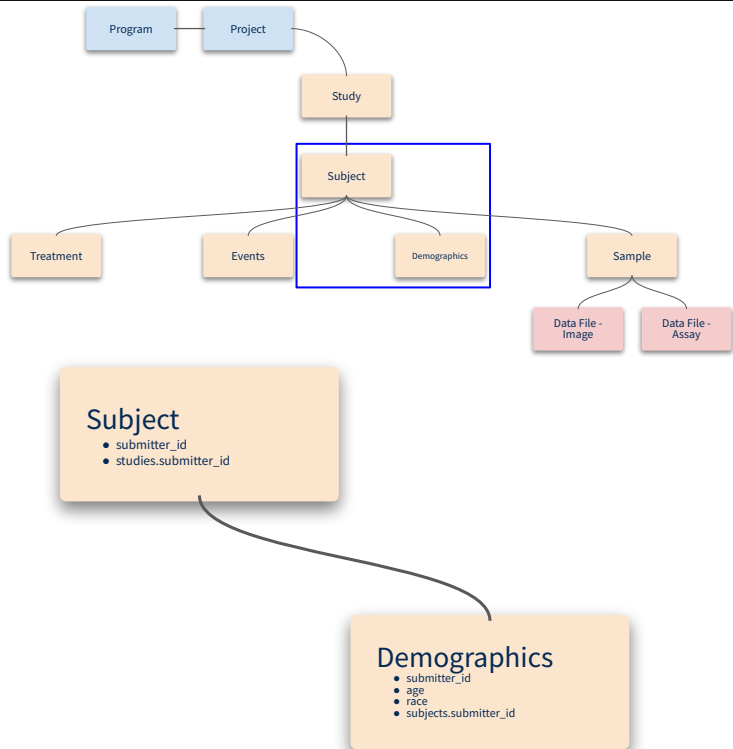 Program
Project
Study
Subject
Treatment
Events
Demographics
Sample
Data File -
Image
Data File -
Assay
Subject
● submitter_id
● studies.submitter_id
Demographics
● submitter_id
● age
● race
● subjects.submitter_id